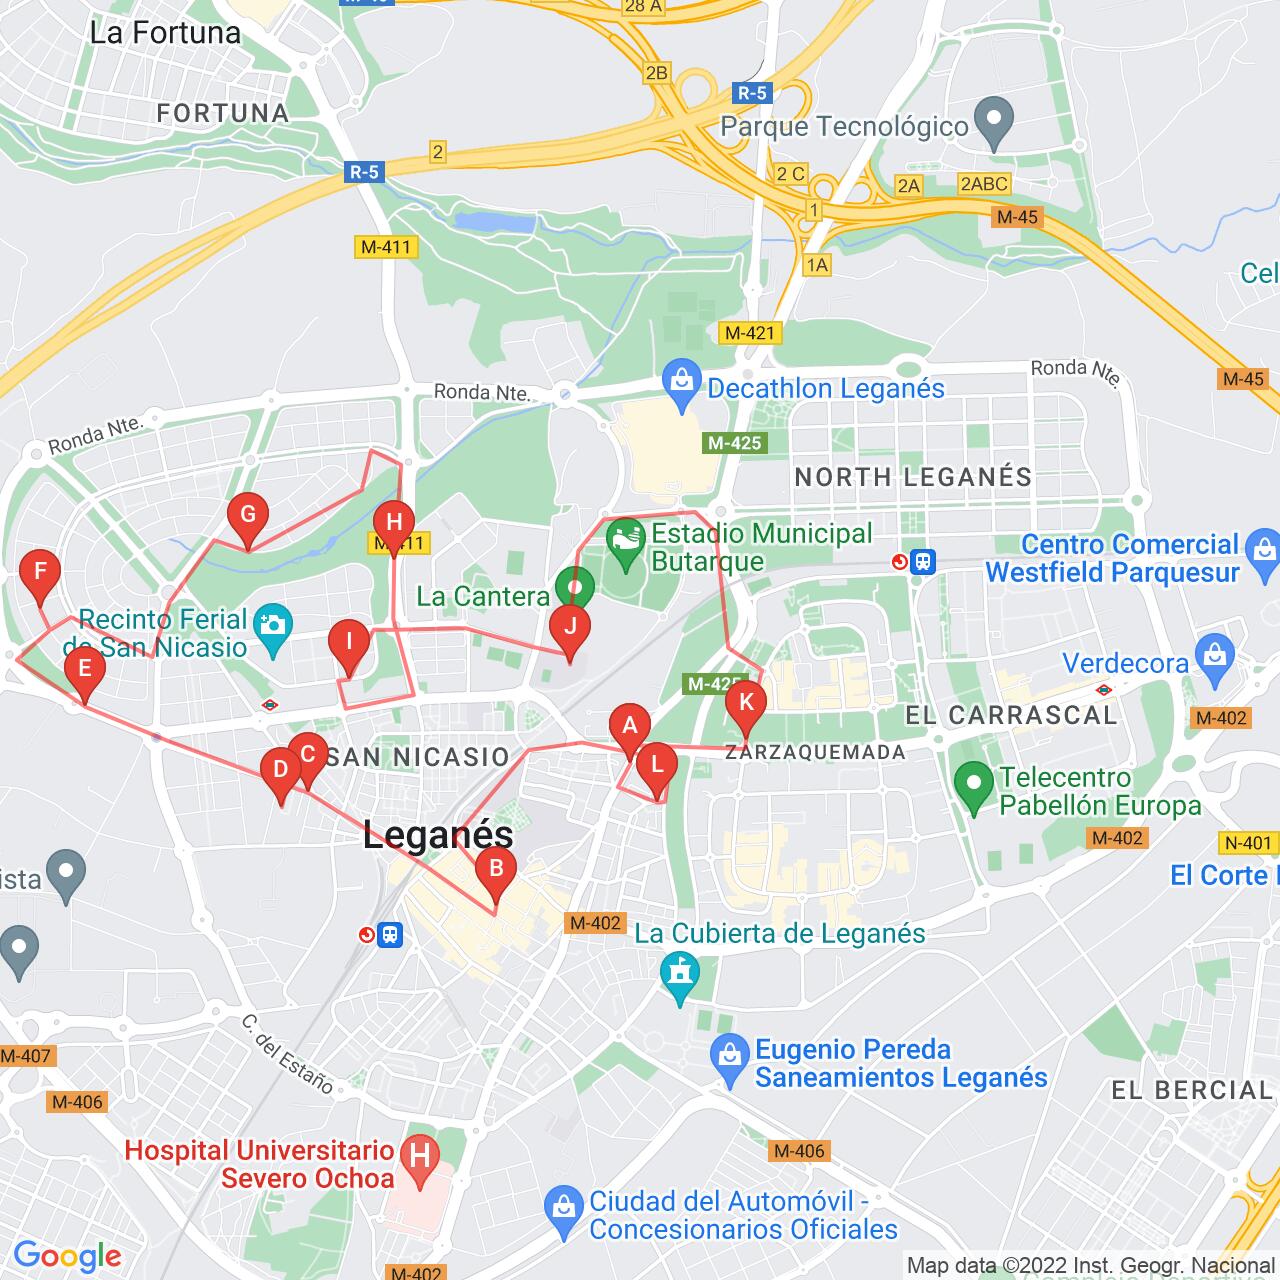 28 A
La Fortuna
2B
R-5
FORTUNA
Parque Tecnológico
2
R-5
2 C
2A
2ABC
1
M-45
M-411
1A
Cel
M-421
Ronda Nte.
M-45
Ronda Nte.
Decathlon Leganés
Ronda Nte.
M-425
NORTH LEGANÉS
G
H
Estadio Municipal
Butarque
M-411
Centro Comercial
Westfield Parquesur
F
La Cantera
Recinto Ferial
de San Nicasio
J
I
E
Verdecora
M-425
K
EL CARRASCAL
M-402
A
SAN NICASIO
C
D
L
ZARZAQUEMADA
Telecentro
Pabellón Europa
Leganés
M-402
N-401
B
ista
El Corte I
M-402
La Cubierta de Leganés
C. del Estaño
M-407
Eugenio Pereda
Saneamientos Leganés
M-406
EL BERCIAL
Hospital Universitario
Severo Ochoa
H
M-406
Ciudad del Automóvil -
Concesionarios Oficiales
Google
M-402
Map data ©2022 Inst. Geogr. Nacional